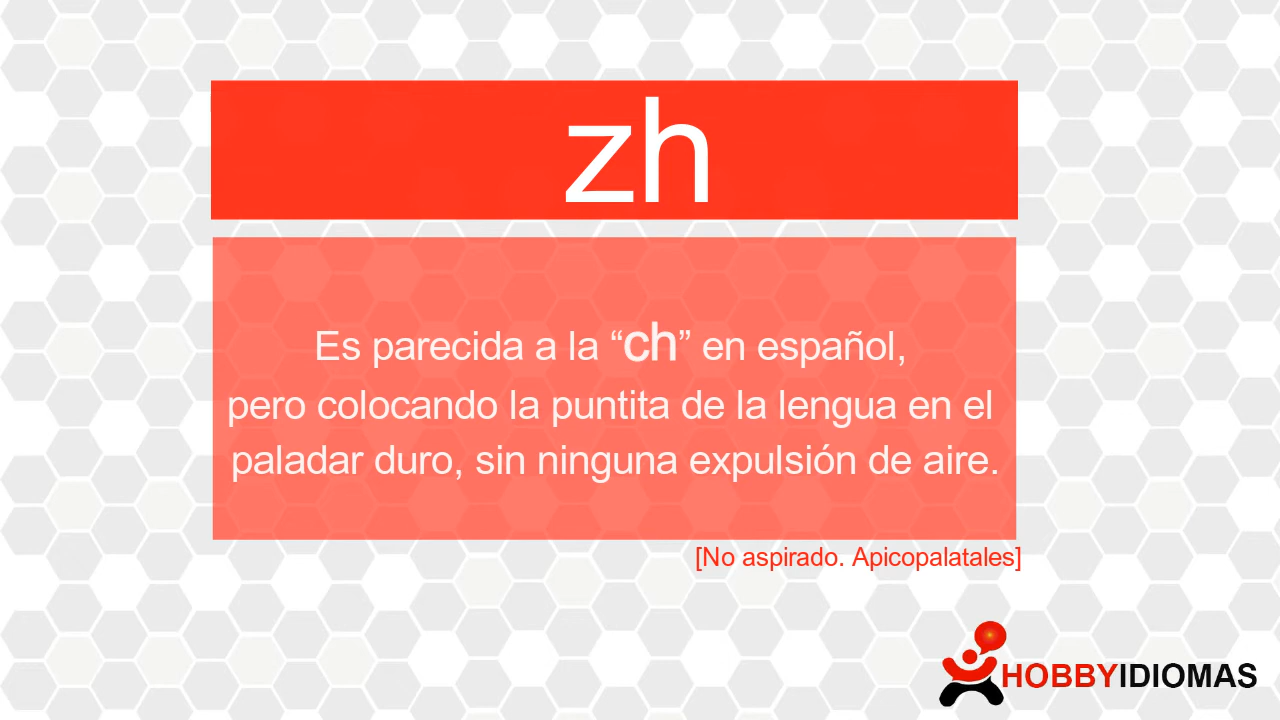 zh
Es parecida a la “ch” en español,
pero colocando la puntita de la lengua en el
paladar duro, sin ninguna expulsión de aire.
[No aspirado. Apicopalatales]
HOBBYIDIOMAS